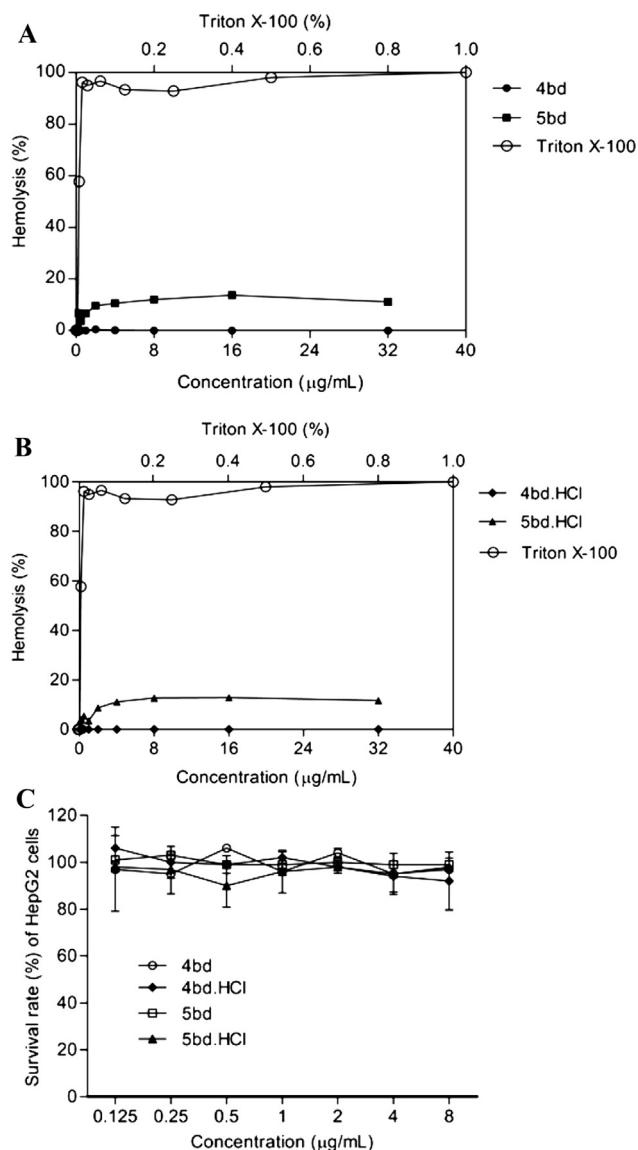 A
Triton X-100 (%)
0.2 0.4 0.6 0.8 1.0
100
80
60
40
20
0
Hemolysis (%)
0 8 16 24 32 40
Concentration (μg/mL)
4bd
5bd
Triton X-100
B
Triton X-100 (%)
0.2 0.4 0.6 0.8 1.0
100
80
60
40
20
0
Hemolysis (%)
0 8 16 24 32 40
Concentration (μg/mL)
4bd.HCl
5bd.HCl
Triton X-100
C
120
100
80
60
40
20
0
Survival rate (%) of HepG2 cells
4bd
4bd.HCl
5bd
5bd.HCl
0.125 0.25 0.5 1 2 4 8
Concentration (μg/mL)